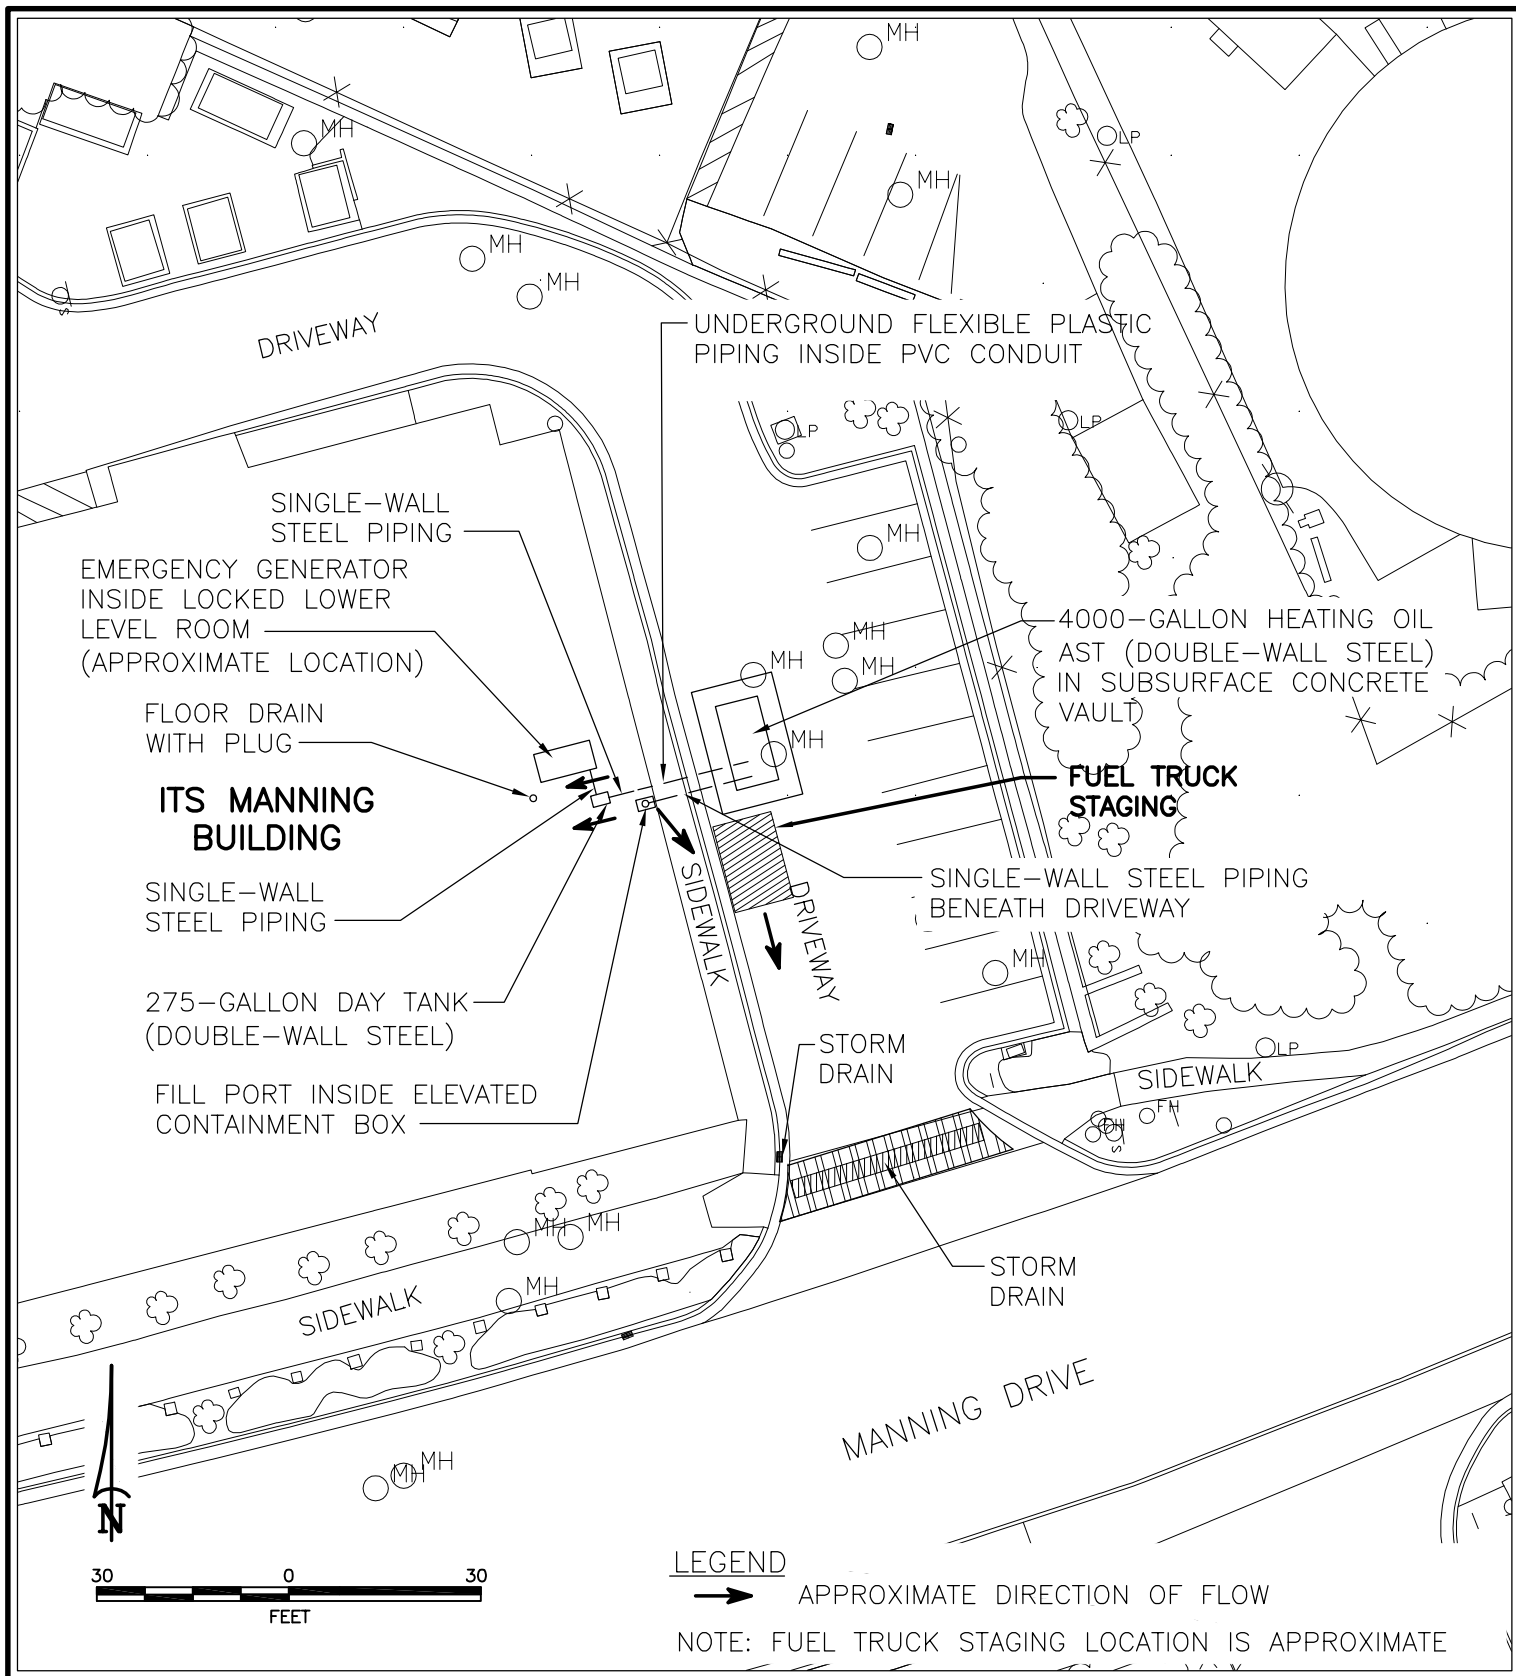 MH
MH
LP
MH
MH
MH
S
DRIVEWAY
UNDERGROUND FLEXIBLE PLASTIC
PIPING INSIDE PVC CONDUIT
LP
LP
SINGLE-WALL
STEEL PIPING
MH
EMERGENCY GENERATOR
INSIDE LOCKED LOWER
LEVEL ROOM
(APPROXIMATE LOCATION)
MH
MH
MH
4000-GALLON HEATING OIL
AST (DOUBLE-WALL STEEL)
IN SUBSURFACE CONCRETE
VAULT
FLOOR DRAIN
WITH PLUG
MH
FUEL TRUCK
STAGING
ITS MANNING
BUILDING
SINGLE-WALL
STEEL PIPING
SIDEWALK
DRIVEWAY
SINGLE-WALL STEEL PIPING
BENEATH DRIVEWAY
MH
275-GALLON DAY TANK
(DOUBLE-WALL STEEL)
STORM
DRAIN
LP
SIDEWALK
FILL PORT INSIDE ELEVATED
CONTAINMENT BOX
FH
S
MH
MH
MH
STORM
DRAIN
SIDEWALK
MANNING DRIVE
MH
MH
N
30 0 30
FEET
LEGEND
APPROXIMATE DIRECTION OF FLOW
NOTE: FUEL TRUCK STAGING LOCATION IS APPROXIMATE